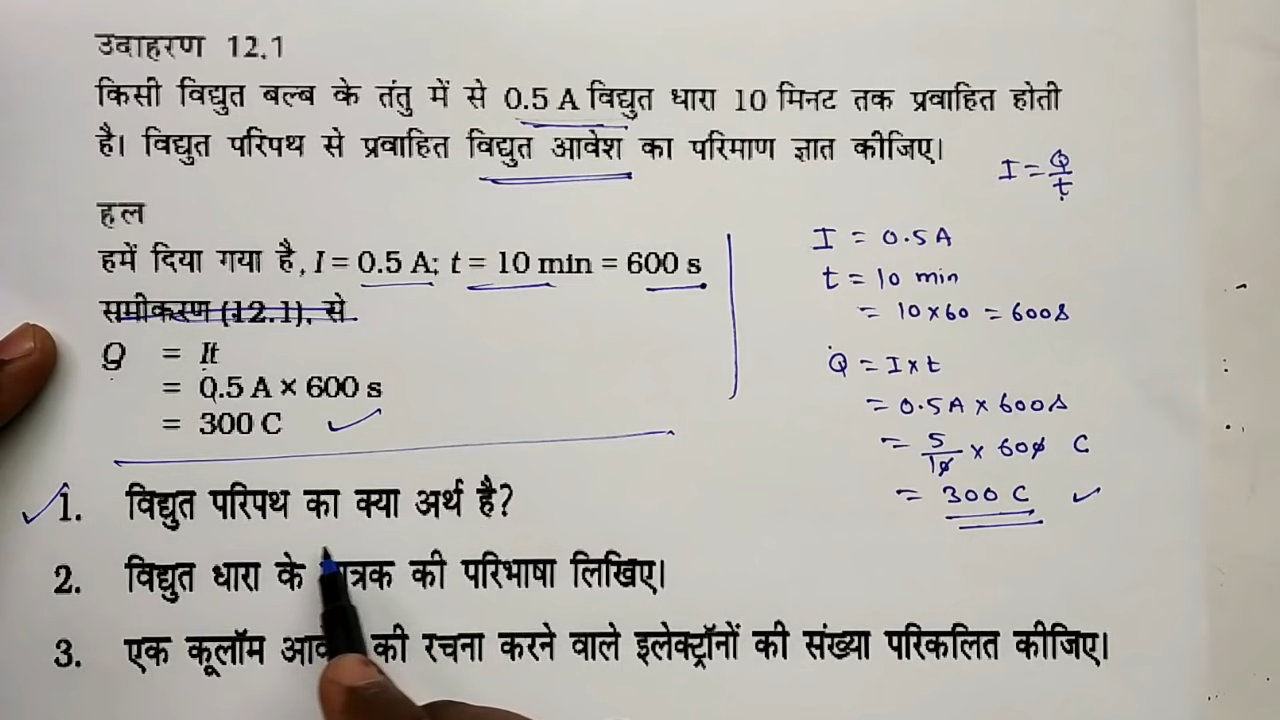 उदाहरण 12.1
किसी विद्युत बल्ब के तंतु में से 0.5 A विद्युत धारा 10 मिनट तक प्रवाहित होती
है। विद्युत परिपथ से प्रवाहित विद्युत आवेश का परिमाण ज्ञात कीजिए।
I = Q/t
हल
हमें दिया गया है, I = 0.5 A; t = 10 min = 600 s
समीकरण (12.1), से
Q = It
= 0.5 A × 600 s
= 300 C
I = 0.5A
t = 10 min
= 10×60 = 600s
Q = I×t
= 0.5A × 600s
= 5/10 × 600 C
= 300 C
1. विद्युत परिपथ का क्या अर्थ है?
2. विद्युत धारा के की परिभाषा लिखिए।
3. एक कूलॉम की रचना करने वाले इलेक्ट्रॉनों की संख्या परिकलित कीजिए।